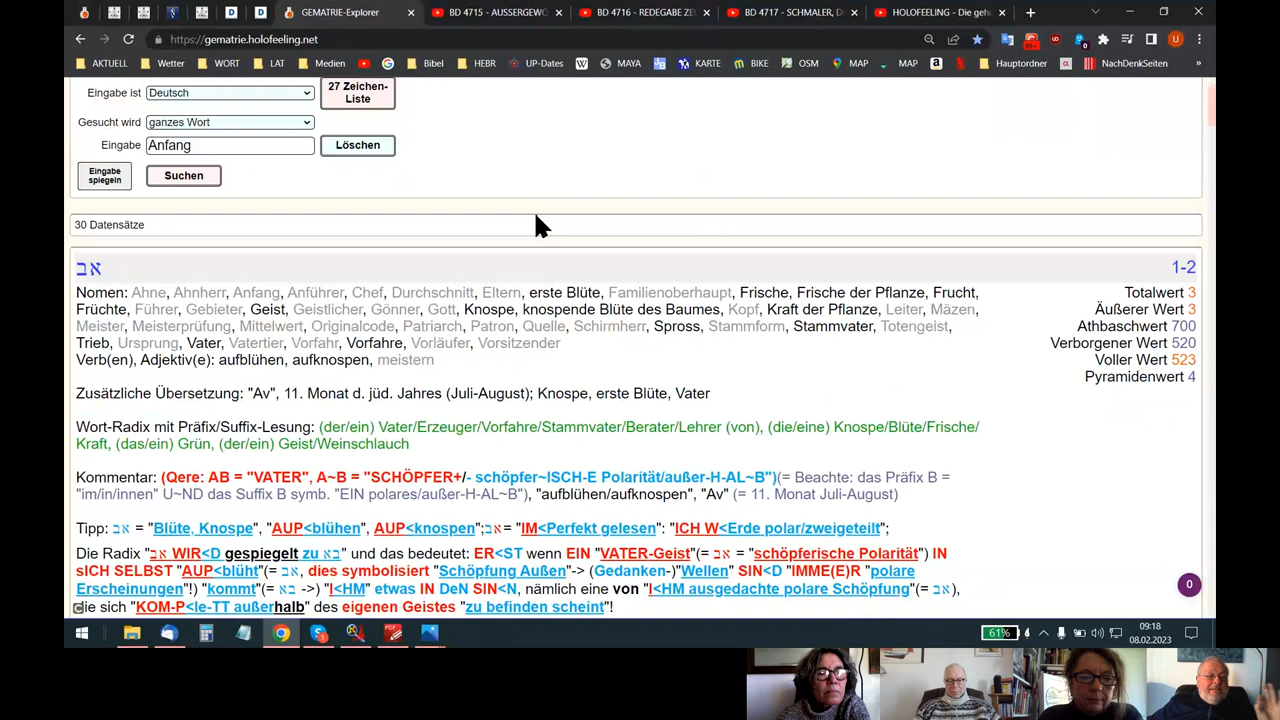 GEMATRIE-Explorer
BD 4715 - AUSSERGEWÖ
BD 4716 - REDEGABE ZE
BD 4717 - SCHMALER, D
HOLOFEELING - Die geh
https://gematrie.holofeeling.net
AKTUELL Wetter WORT LAT Medien Bibel HEBR UP-Dates MAYA KARTE BIKE OSM MAP MAP Hauptordner NachDenkSeiten
Eingabe ist Deutsch
27 Zeichen-
Liste
Gesucht wird ganzes Wort
Eingabe Anfang Löschen
Eingabe
spiegeln
Suchen
30 Datensätze
אב 1-2
Nomen: Ahne, Ahnherr, Anfang, Anführer, Chef, Durchschnitt, Eltern, erste Blüte, Familienoberhaupt, Frische, Frische der Pflanze, Frucht,
Früchte, Führer, Gebieter, Geist, Geistlicher, Gönner, Gott, Knospe, knospende Blüte des Baumes, Kopf, Kraft der Pflanze, Leiter, Mäzen,
Meister, Meisterprüfung, Mittelwert, Originalcode, Patriarch, Patron, Quelle, Schirmherr, Spross, Stammform, Stammvater, Totengeist,
Trieb, Ursprung, Vater, Vatertier, Vorfahr, Vorfahre, Vorläufer, Vorsitzender
Verb(en), Adjektiv(e): aufblühen, aufknospen, meistern
Totalwert 3
Äußerer Wert 3
Athbaschwert 700
Verborgener Wert 520
Voller Wert 523
Pyramidenwert 4
Zusätzliche Übersetzung: "Av", 11. Monat d. jüd. Jahres (Juli-August); Knospe, erste Blüte, Vater
Wort-Radix mit Präfix/Suffix-Lesung: (der/ein) Vater/Erzeuger/Vorfahre/Stammvater/Berater/Lehrer (von), (die/eine) Knospe/Blüte/Frische/
Kraft, (das/ein) Grün, (der/ein) Geist/Weinschlauch
Kommentar: (Qere: AB = "VATER", A~B = "SCHÖPFER+/- schöpfer~ISCH-E Polarität/außer-H-AL~B")(= Beachte: das Präfix B =
"im/in/innen" U~ND das Suffix B symb. "EIN polares/außer-H-AL~B"), "aufblühen/aufknospen", "Av" (= 11. Monat Juli-August)
Tipp: אב = "Blüte, Knospe", "AUP<blühen", AUP<knospen";אב= "IM<Perfekt gelesen": "ICH W<Erde polar/zweigeteilt";
Die Radix "אב WIR<D gespiegelt zu בא" und das bedeutet: ER<ST wenn EIN "VATER-Geist"(= אב = "schöpferische Polarität") IN
sICH SELBST "AUP<blüht"(= אב, dies symbolisiert "Schöpfung Außen"-> (Gedanken-)"Wellen" SIN<D "IMME(E)R "polare
Erscheinungen"!) "kommt"(= בא ->) "I<HM" etwas IN DeN SIN<N, nämlich eine von "I<HM ausgedachte polare Schöpfung"(= אב),
die sich "KOM-P<le-TT außerhalb" des eigenen Geistes "zu befinden scheint"!
0
61%
09:18
08.02.2023